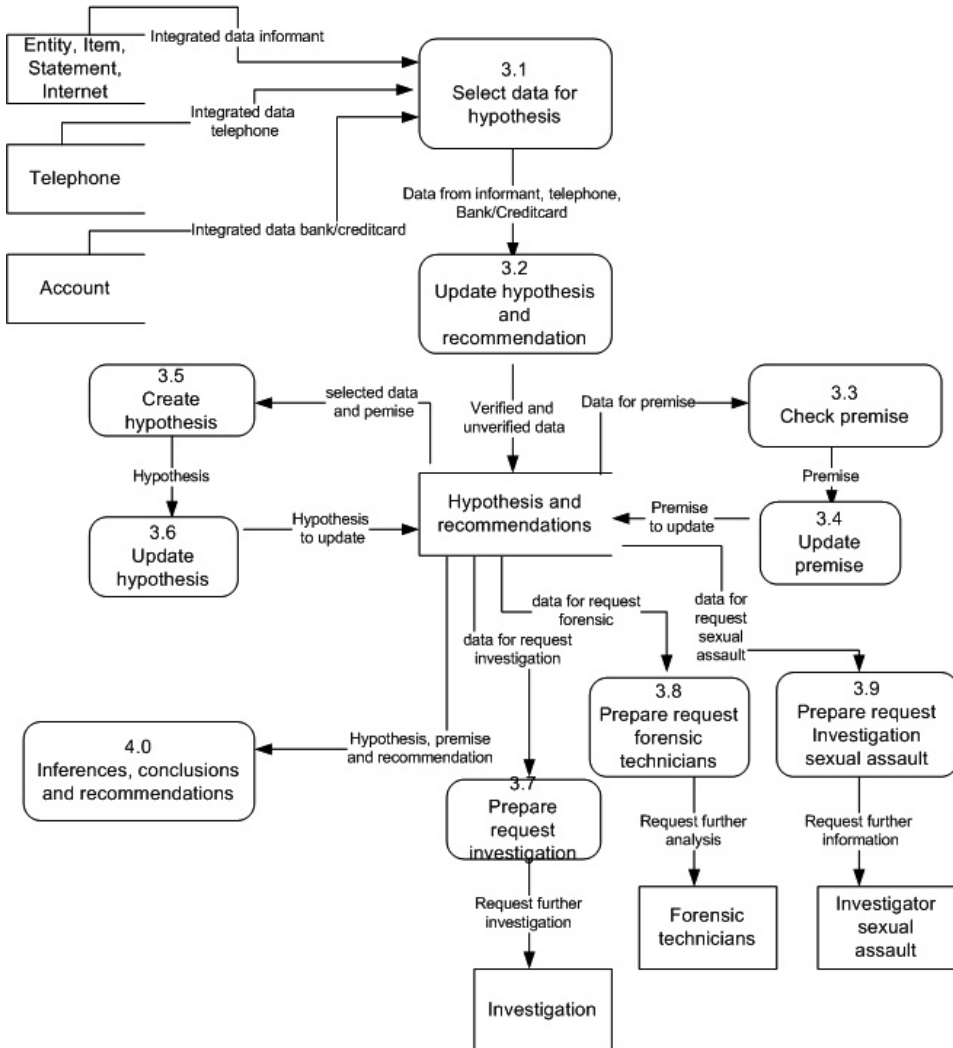 Integrated data informant
Entity, Item,
Statement,
Internet
3.1
Select data for
hypothesis
Integrated data
telephone
Telephone
Data from informant, telephone,
Bank/Creditcard
Integrated data bank/creditcard
Account
3.2
Update hypothesis
and
recommendation
3.5
Create
hypothesis
selected data
and pemise
Verified and
unverified data
Data for premise
3.3
Check premise
Hypothesis
Premise
Hypothesis and
recommendations
3.6
Update
hypothesis
Hypothesis
to update
Premise
to update
3.4
Update
premise
data for request
forensic
data for
request
sexual
assault
data for request
investigation
3.8
Prepare request
forensic
technicians
3.9
Prepare request
Investigation
sexual assault
4.0
Inferences, conclusions
and recommendations
Hypothesis, premise
and recommendation
3.7
Prepare
request
investigation
Request further
analysis
Request further
information
Request further
investigation
Forensic
technicians
Investigator
sexual
assault
Investigation